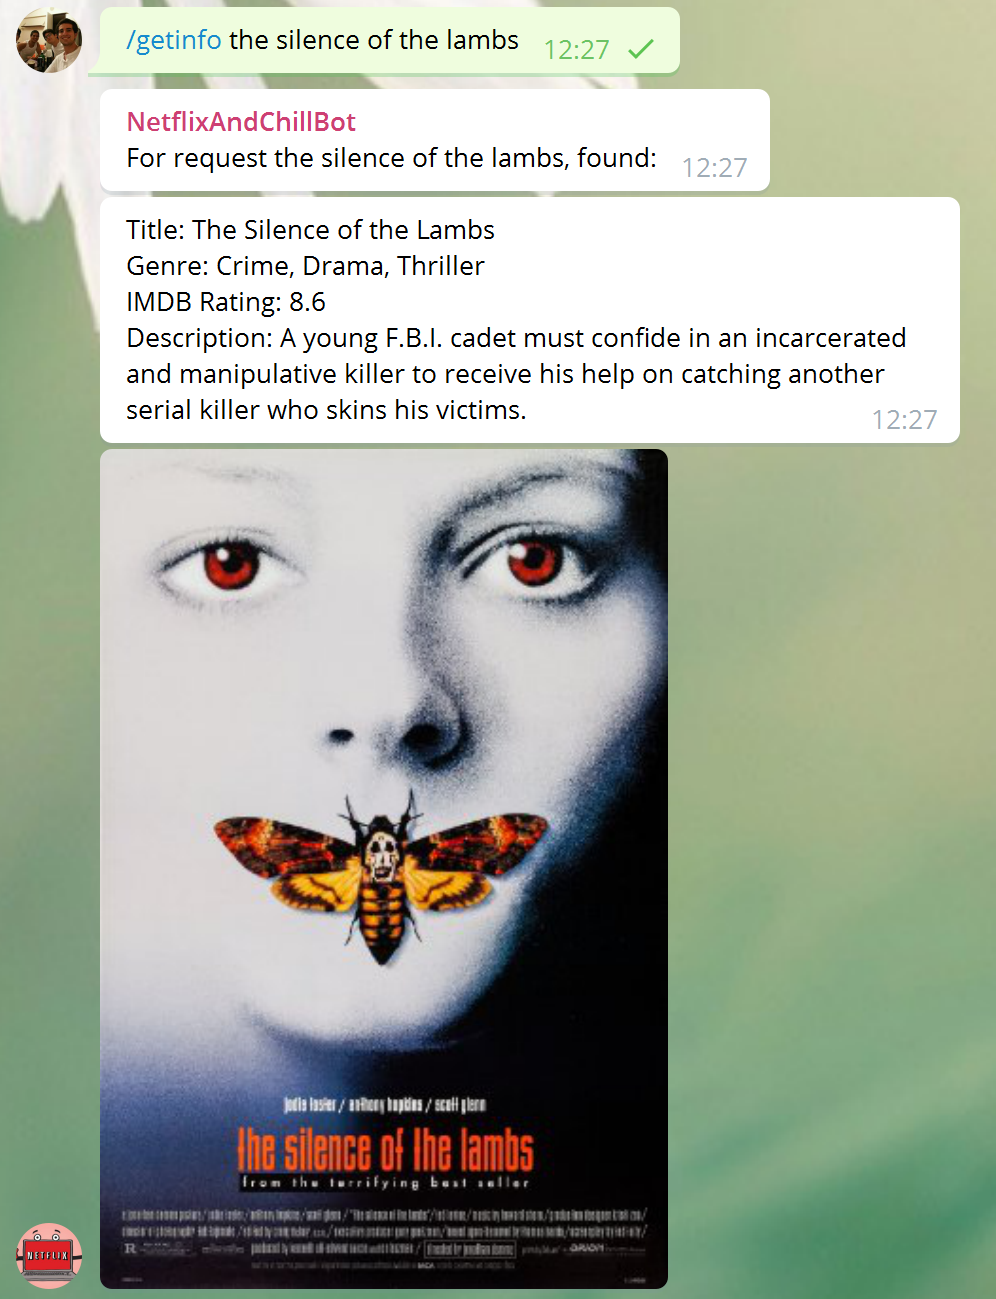 /getinfo the silence of the lambs 12:27
NetflixAndChillBot
For request the silence of the lambs, found: 12:27
Title: The Silence of the Lambs
Genre: Crime, Drama, Thriller
IMDB Rating: 8.6
Description: A young F.B.I. cadet must confide in an incarcerated
and manipulative killer to receive his help on catching another
serial killer who skins his victims. 12:27
jodie foster / anthony hopkins / scott glenn
the silence of the lambs
from the terrifying best seller
R
ORION
NETFLIX